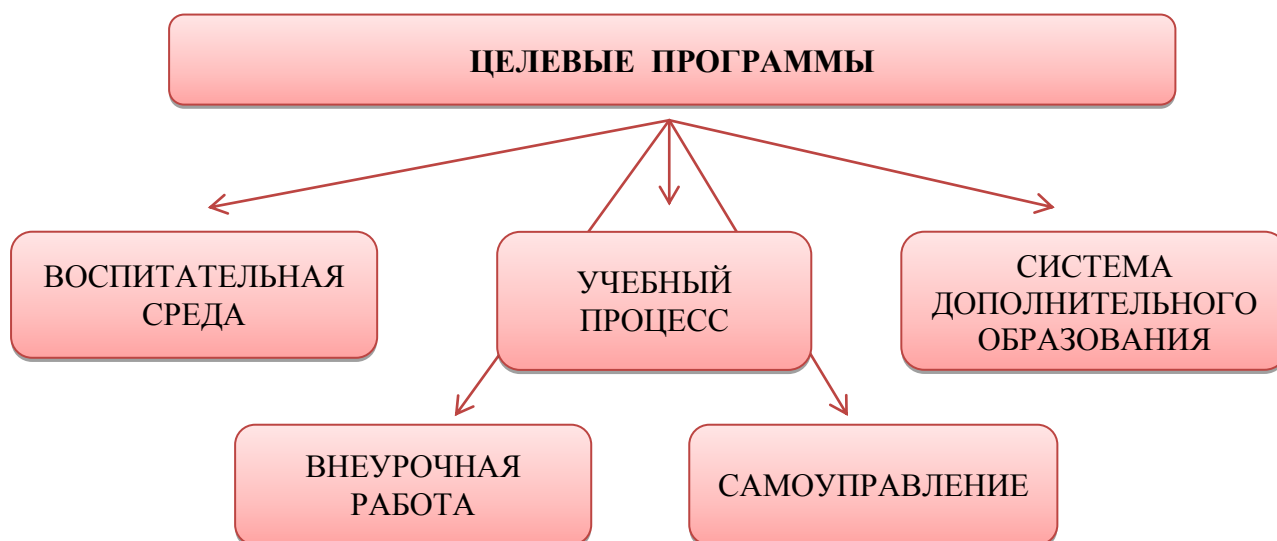 ЦЕЛЕВЫЕ ПРОГРАММЫ
ВОСПИТАТЕЛЬНАЯ
СРЕДА
УЧЕБНЫЙ
ПРОЦЕСС
СИСТЕМА
ДОПОЛНИТЕЛЬНОГО
ОБРАЗОВАНИЯ
ВНЕУРОЧНАЯ
РАБОТА
САМОУПРАВЛЕНИЕ